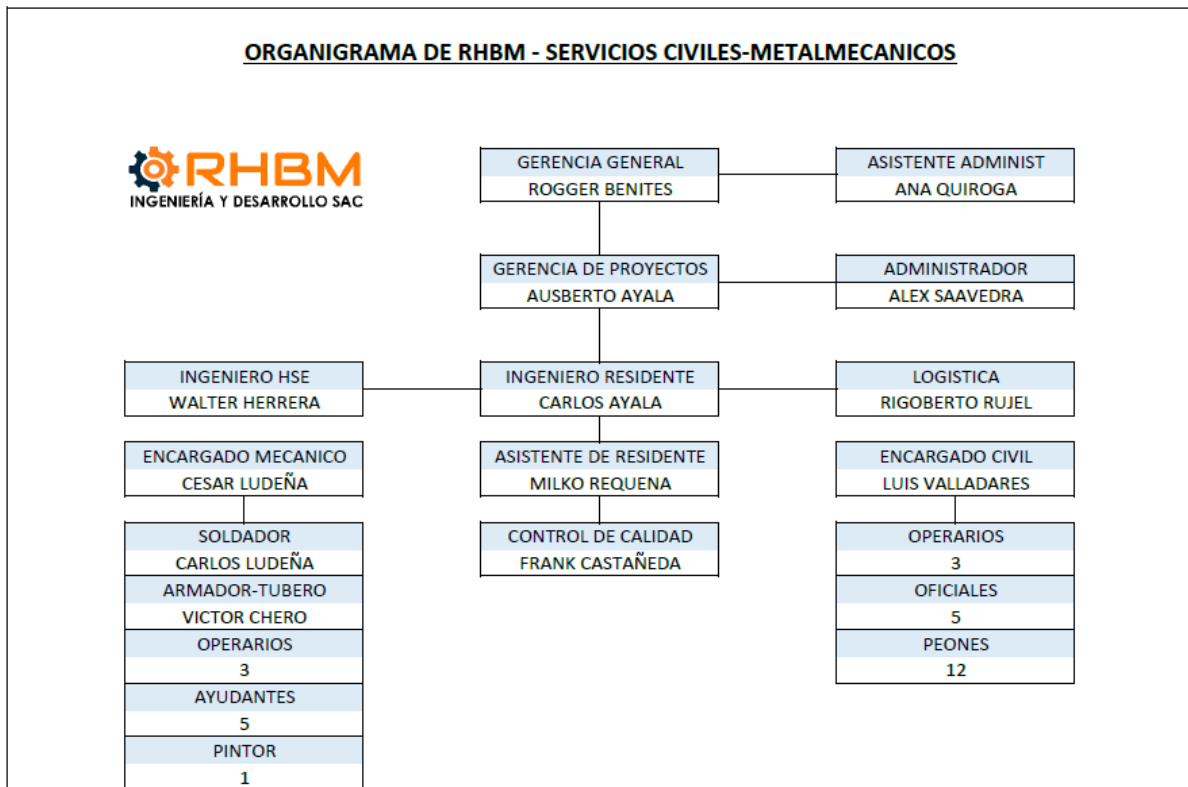 ORGANIGRAMA DE RHBM - SERVICIOS CIVILES-METALMECANICOS
RHBM
INGENIERÍA Y DESARROLLO SAC
GERENCIA GENERAL
ROGGER BENITES
ASISTENTE ADMINIST
ANA QUIROGA
GERENCIA DE PROYECTOS
AUSBERTO AYALA
ADMINISTRADOR
ALEX SAAVEDRA
INGENIERO HSE
WALTER HERRERA
INGENIERO RESIDENTE
CARLOS AYALA
LOGISTICA
RIGOBERTO RUJEL
ENCARGADO MECANICO
CESAR LUDEÑA
ASISTENTE DE RESIDENTE
MILKO REQUENA
ENCARGADO CIVIL
LUIS VALLADARES
SOLDADOR
CARLOS LUDEÑA
ARMADOR-TUBERO
VICTOR CHERO
OPERARIOS
3
AYUDANTES
5
PINTOR
1
CONTROL DE CALIDAD
FRANK CASTAÑEDA
OPERARIOS
3
OFICIALES
5
PEONES
12